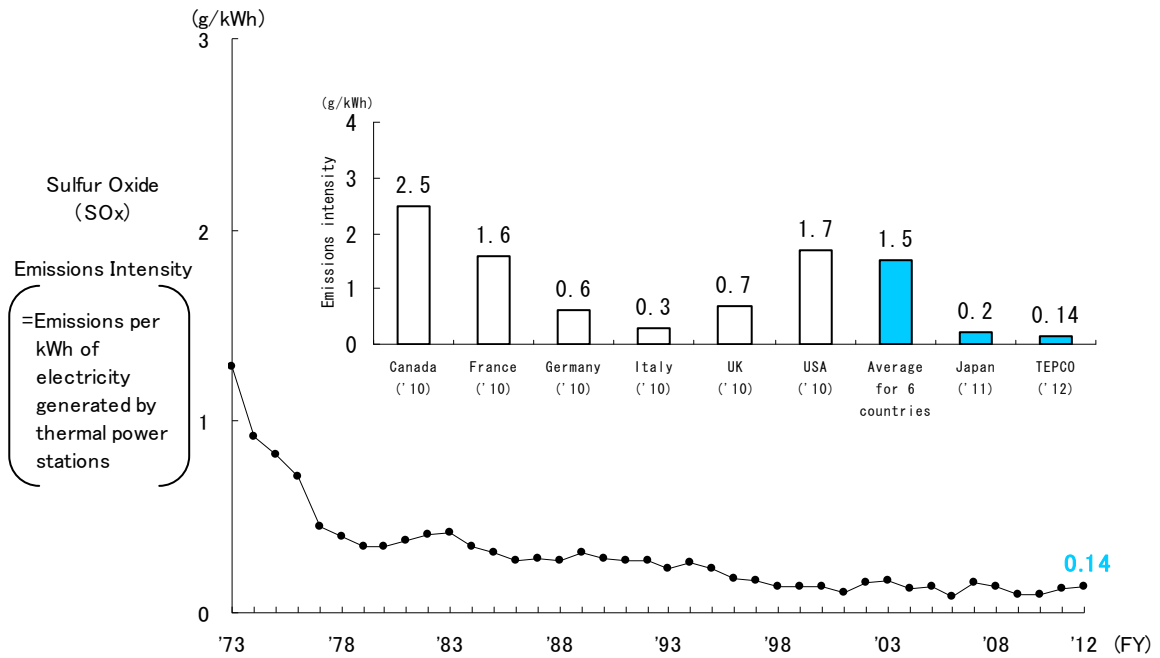 (g/kWh)
3
2
1
0
Sulfur Oxide
(SOx)
Emissions Intensity
=Emissions per
kWh of
electricity
generated by
thermal power
stations
(g/kWh)
Emissions intensity
4
3
2
1
0
2.5
1.6
0.6
0.3
0.7
1.7
1.5
0.2
0.14
Canada France Germany Italy UK USA Average Japan TEPCO
('10) ('10) ('10) ('10) ('10) ('10) for 6 ('11) ('12)
countries
0.14
'73 '78 '83 '88 '93 '98 '03 '08 '12 (FY)